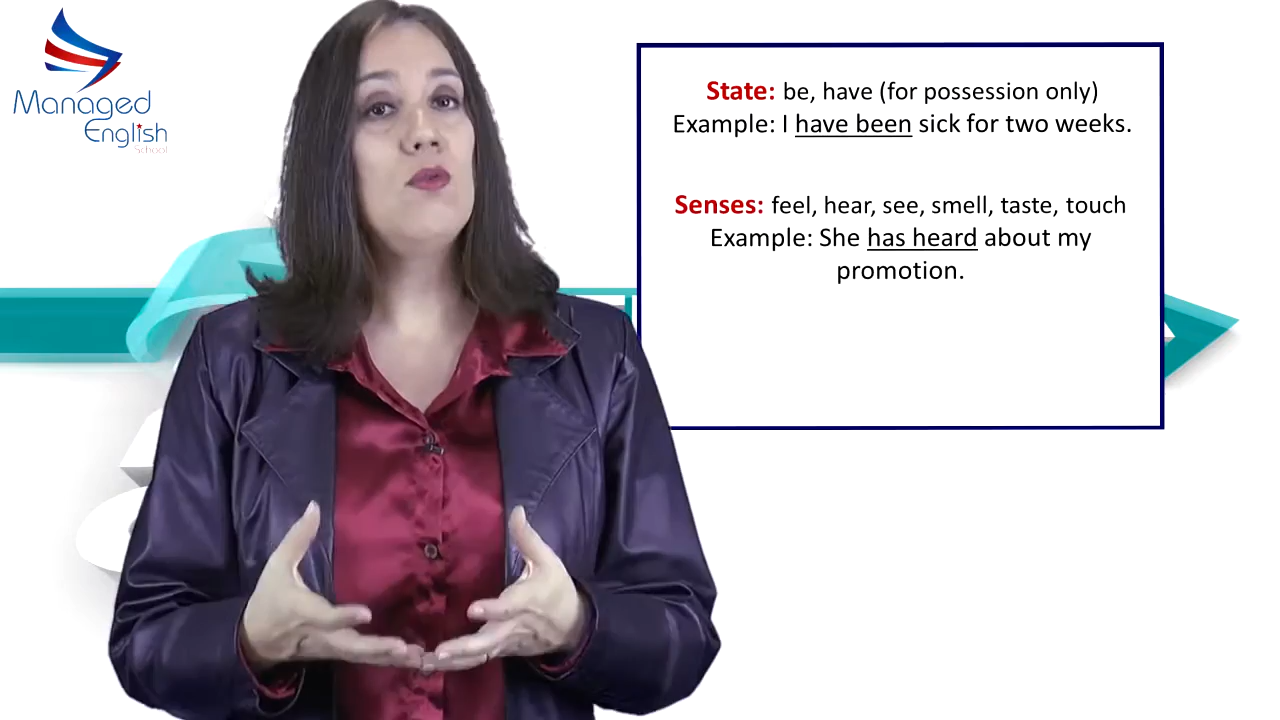 Managed
English
School
State: be, have (for possession only)
Example: I have been sick for two weeks.
Senses: feel, hear, see, smell, taste, touch
Example: She has heard about my
promotion.